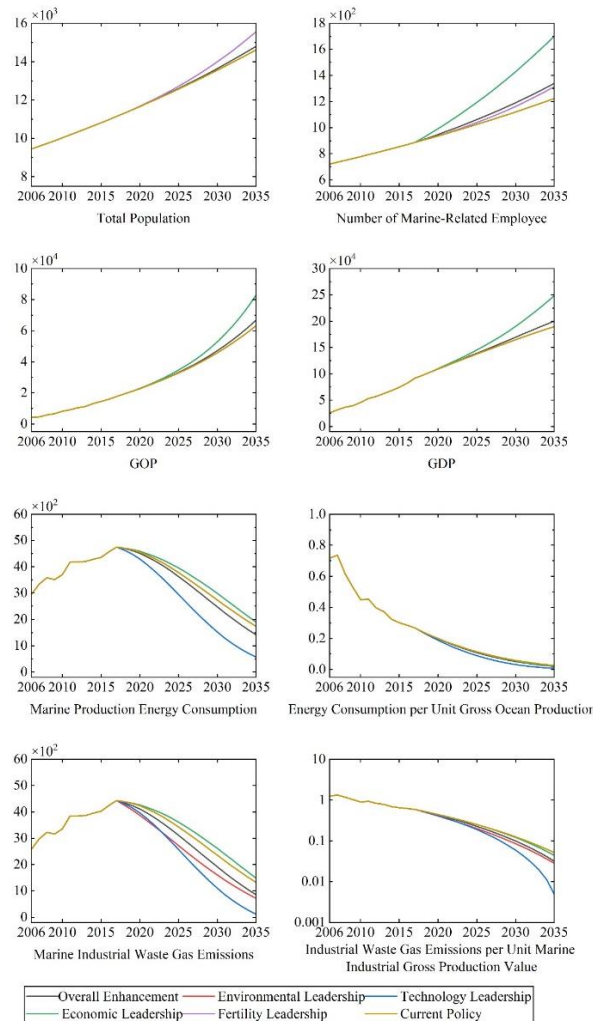 ×10³
16
14
12
10
8
2006 2010 2015 2020 2025 2030 2035
Total Population
×10²
18
16
14
12
10
8
6
2006 2010 2015 2020 2025 2030 2035
Number of Marine-Related Employee
×10⁴
10
8
6
4
2
0
2006 2010 2015 2020 2025 2030 2035
GOP
×10⁴
30
25
20
15
10
5
0
2006 2010 2015 2020 2025 2030 2035
GDP
×10²
60
50
40
30
20
10
0
2006 2010 2015 2020 2025 2030 2035
Marine Production Energy Consumption
1.0
0.8
0.6
0.4
0.2
0.0
2006 2010 2015 2020 2025 2030 2035
Energy Consumption per Unit Gross Ocean Production
×10²
60
50
40
30
20
10
0
2006 2010 2015 2020 2025 2030 2035
Marine Industrial Waste Gas Emissions
10
1
0.1
0.01
0.001
2006 2010 2015 2020 2025 2030 2035
Industrial Waste Gas Emissions per Unit Marine
Industrial Gross Production Value
Overall Enhancement Environmental Leadership Technology Leadership
Economic Leadership Fertility Leadership Current Policy